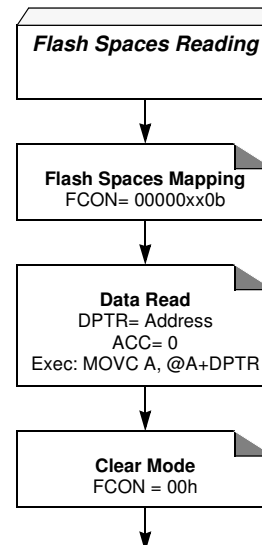 Flash Spaces Reading
Flash Spaces Mapping
FCON= 00000xx0b
Data Read
DPTR= Address
ACC= 0
Exec: MOVC A, @A+DPTR
Clear Mode
FCON = 00h